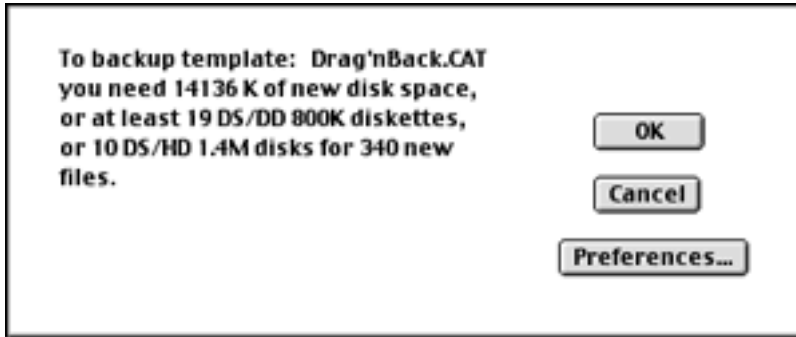 To backup template:  Drag'nBack.CAT
you need 14136 K of new disk space,
or at least 19 DS/DD 800K diskettes,
or 10 DS/HD 1.4M disks for 340 new
files.
OK
Cancel
Preferences...